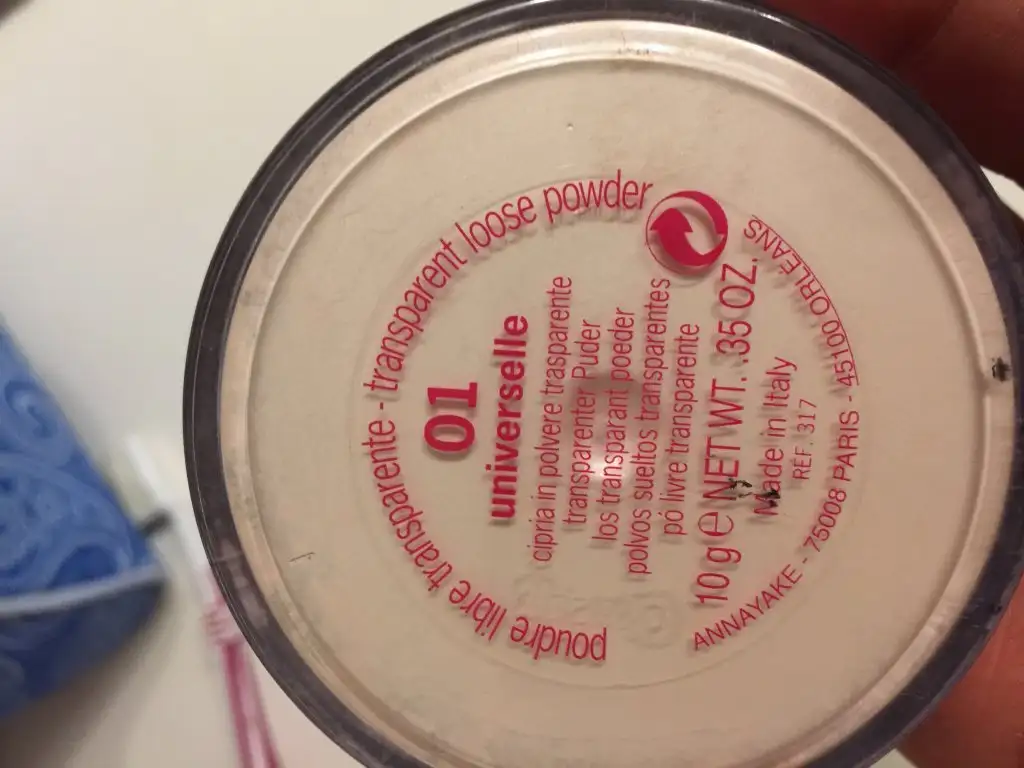 poudre libre transparente - transparent loose powder
01
universelle
cipria in polvere trasparente
transparenter Puder
los transparant poeder
polvos sueltos transparentes
pó livre transparente
10 g e NET WT. .35 OZ.
Made in Italy
REF. 317
ANNAYAKE - 75008 PARIS - 45100 ORLEANS